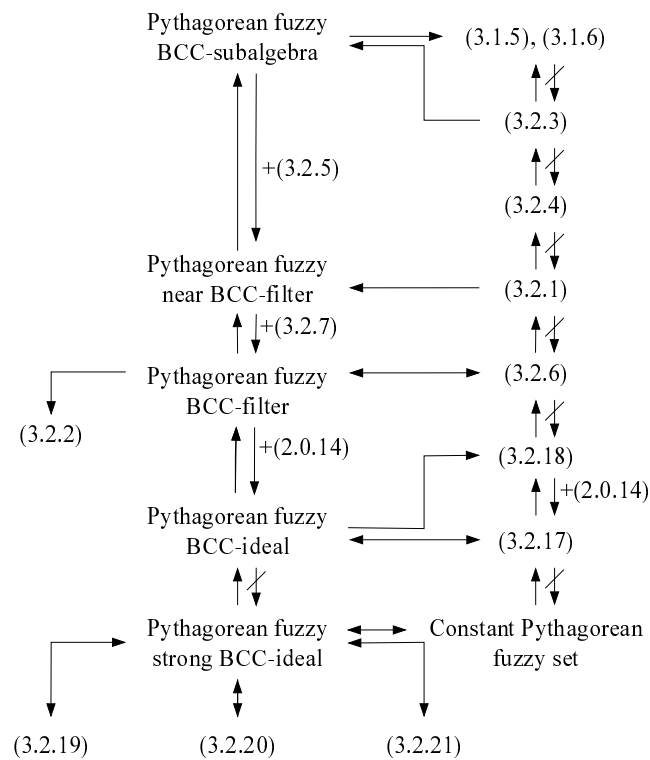 Pythagorean fuzzy
BCC-subalgebra
(3.1.5), (3.1.6)
(3.2.3)
+(3.2.5)
(3.2.4)
Pythagorean fuzzy
near BCC-filter
(3.2.1)
+(3.2.7)
Pythagorean fuzzy
BCC-filter
(3.2.6)
(3.2.2)
+(2.0.14)
(3.2.18)
+(2.0.14)
Pythagorean fuzzy
BCC-ideal
(3.2.17)
Pythagorean fuzzy
strong BCC-ideal
Constant Pythagorean
fuzzy set
(3.2.19)
(3.2.20)
(3.2.21)